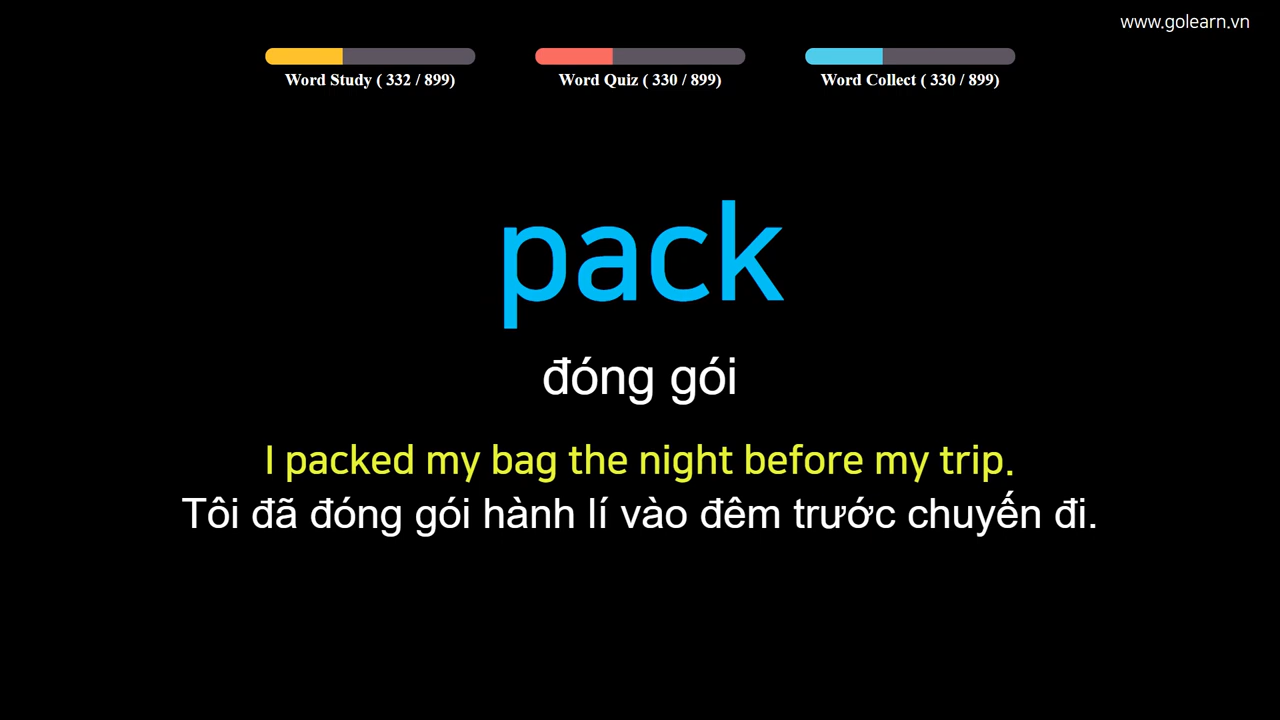 www.golearn.vn
Word Study ( 332 / 899)
Word Quiz ( 330 / 899)
Word Collect ( 330 / 899)
pack
đóng gói
I packed my bag the night before my trip.
Tôi đã đóng gói hành lí vào đêm trước chuyến đi.